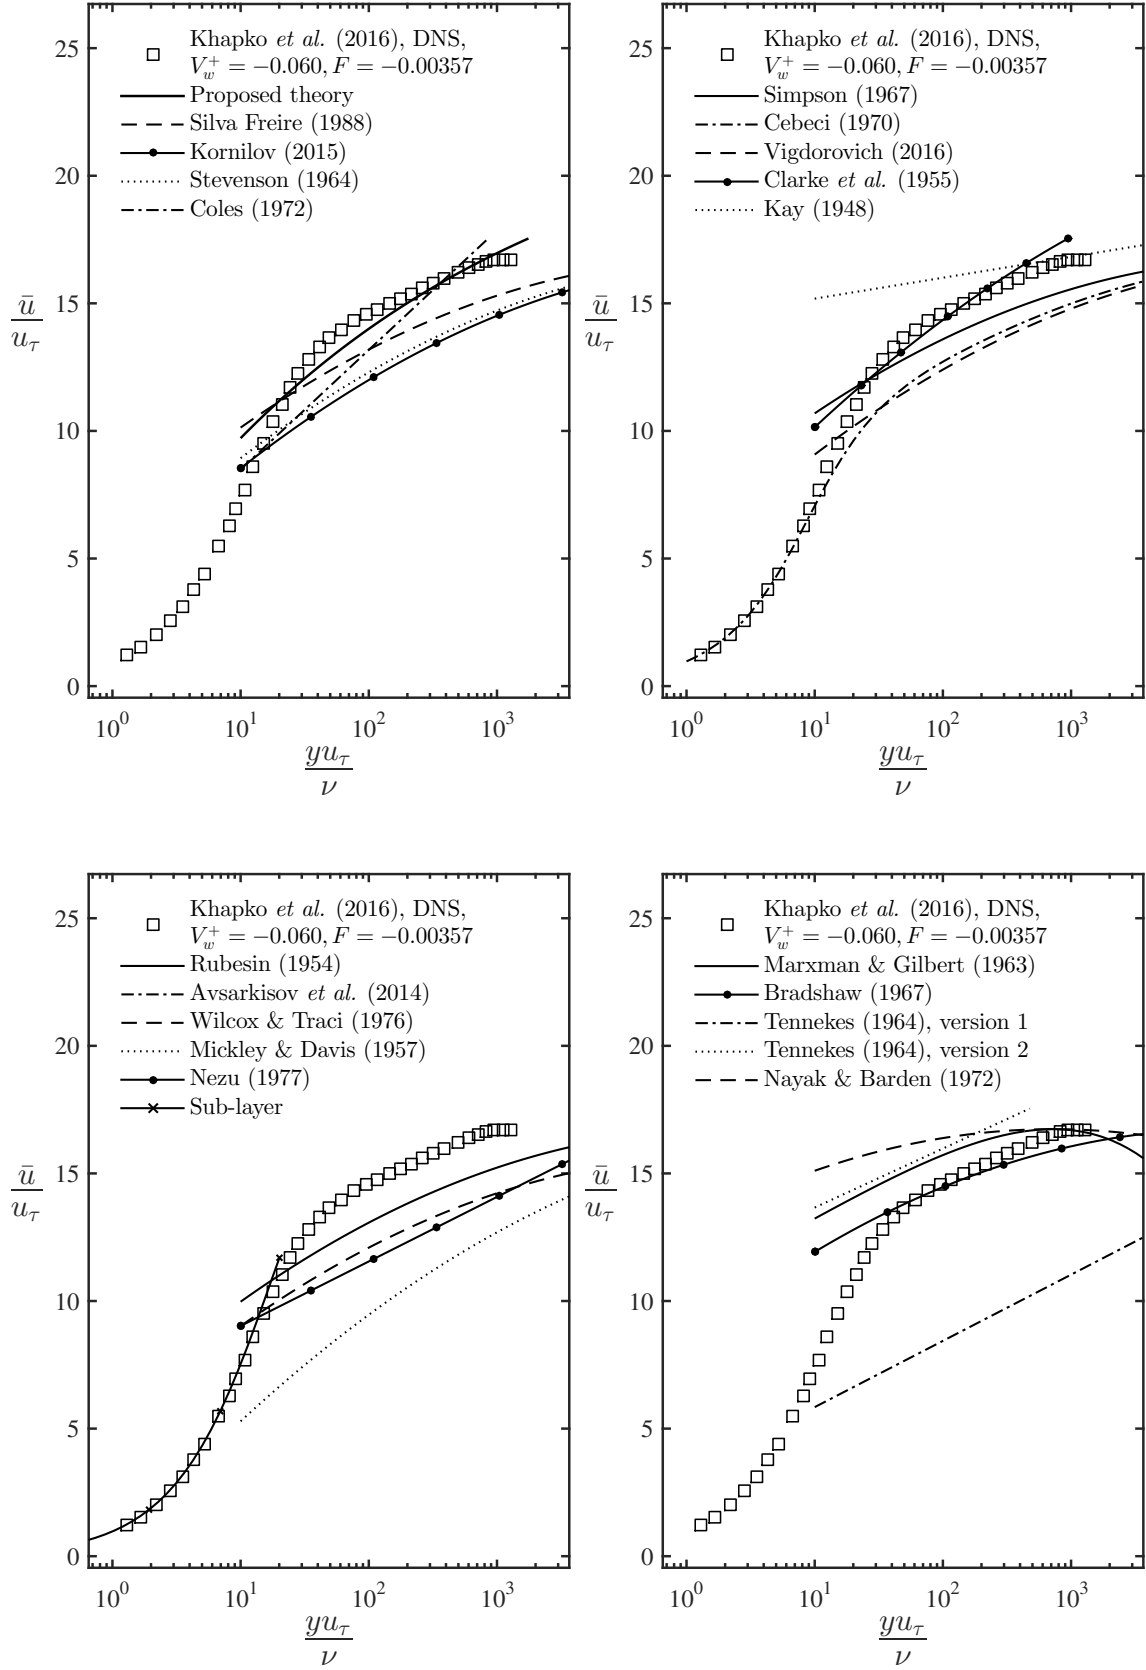 Khapko et al. (2016), DNS,
V_w^+ = −0.060, F = −0.00357
Proposed theory
Silva Freire (1988)
Kornilov (2015)
Stevenson (1964)
Coles (1972)
25
20
15
10
5
0
ū/u_τ
10^0 10^1 10^2 10^3
yu_τ/ν
Khapko et al. (2016), DNS,
V_w^+ = −0.060, F = −0.00357
Simpson (1967)
Cebeci (1970)
Vigdorovich (2016)
Clarke et al. (1955)
Kay (1948)
25
20
15
10
5
0
ū/u_τ
10^0 10^1 10^2 10^3
yu_τ/ν
Khapko et al. (2016), DNS,
V_w^+ = −0.060, F = −0.00357
Rubesin (1954)
Avsarkisov et al. (2014)
Wilcox & Traci (1976)
Mickley & Davis (1957)
Nezu (1977)
Sub-layer
25
20
15
10
5
0
ū/u_τ
10^0 10^1 10^2 10^3
yu_τ/ν
Khapko et al. (2016), DNS,
V_w^+ = −0.060, F = −0.00357
Marxman & Gilbert (1963)
Bradshaw (1967)
Tennekes (1964), version 1
Tennekes (1964), version 2
Nayak & Barden (1972)
25
20
15
10
5
0
ū/u_τ
10^0 10^1 10^2 10^3
yu_τ/ν